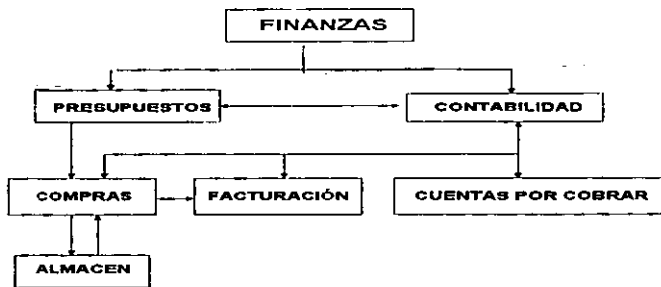 FINANZAS
PRESUPUESTOS
CONTABILIDAD
COMPRAS
FACTURACIÓN
CUENTAS POR COBRAR
ALMACEN